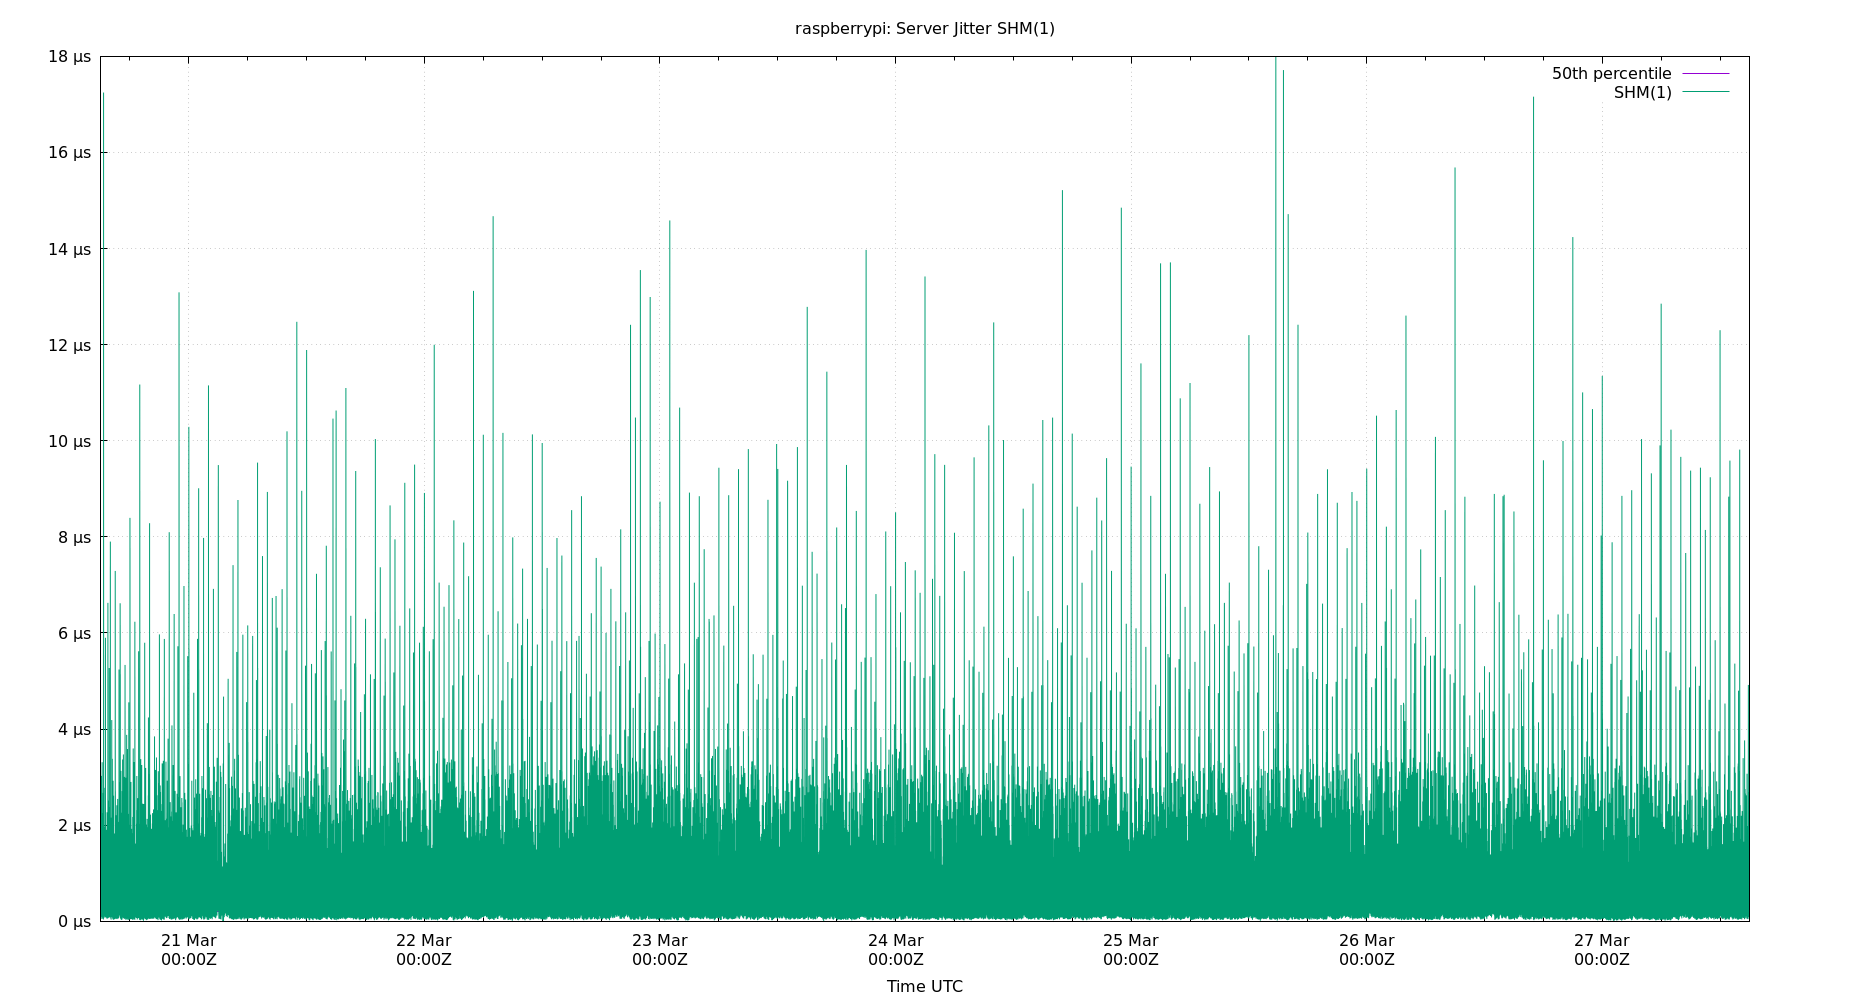 raspberrypi: Server Jitter SHM(1)
18 μs
50th percentile
SHM(1)
16 μs
14 μs
12 μs
10 μs
8 μs
6 μs
4 μs
2 μs
0 μs
21 Mar 22 Mar 23 Mar 24 Mar 25 Mar 26 Mar 27 Mar
00:00Z 00:00Z 00:00Z 00:00Z 00:00Z 00:00Z 00:00Z
Time UTC